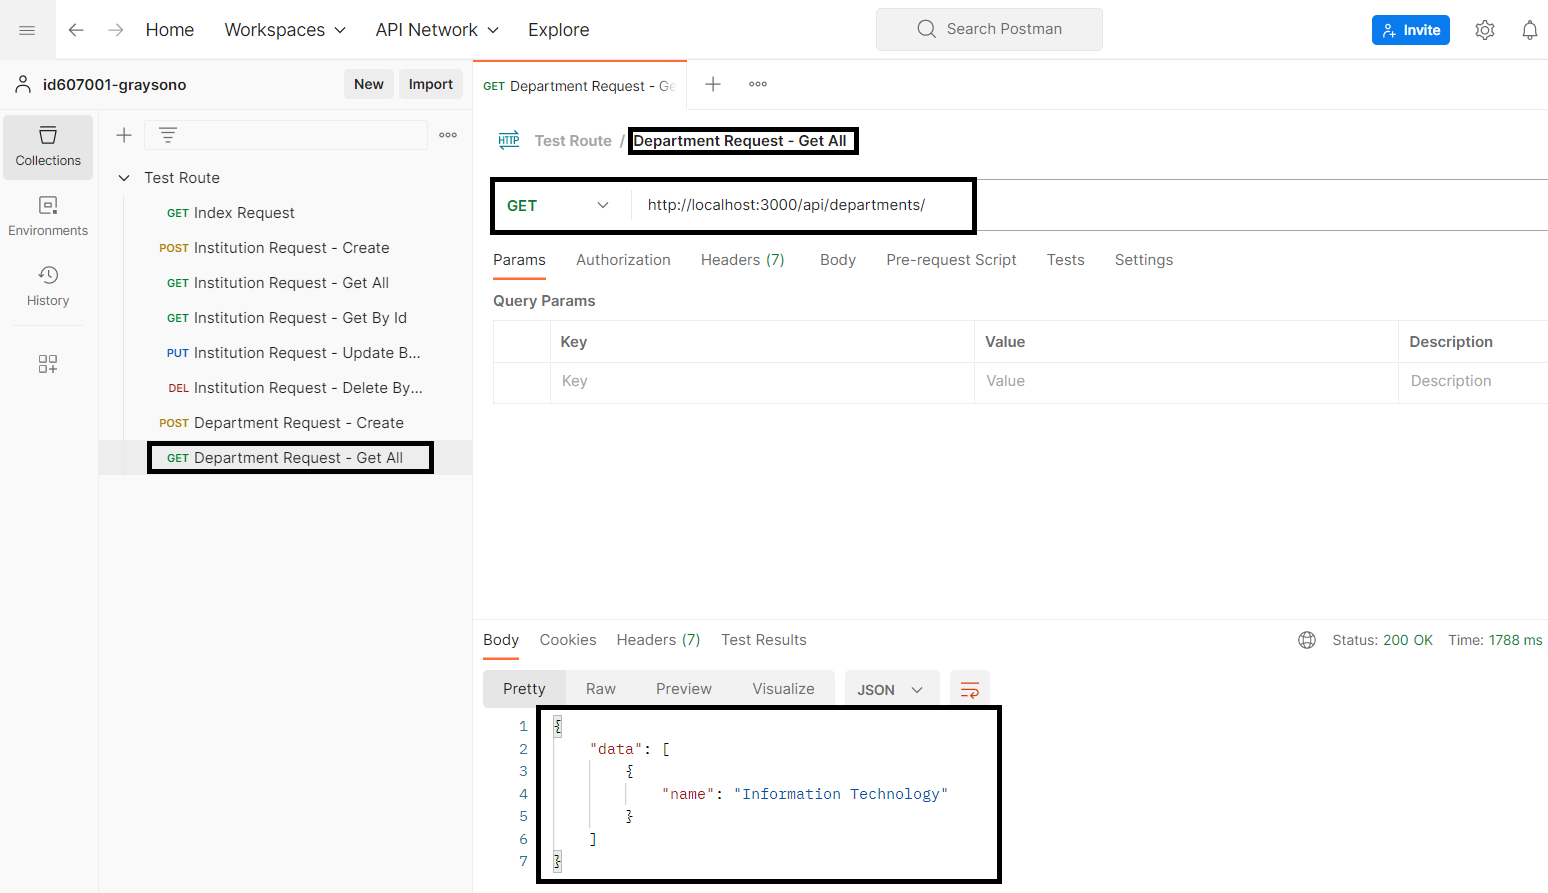 Home Workspaces API Network Explore Search Postman Invite
id607001-graysono New Import
GET Department Request - Ge
Collections
Environments
History
Test Route
GET Index Request
POST Institution Request - Create
GET Institution Request - Get All
GET Institution Request - Get By Id
PUT Institution Request - Update B...
DEL Institution Request - Delete By...
POST Department Request - Create
GET Department Request - Get All
HTTP Test Route / Department Request - Get All
GET http://localhost:3000/api/departments/
Params Authorization Headers (7) Body Pre-request Script Tests Settings
Query Params
Key Value Description
Key Value Description
Body Cookies Headers (7) Test Results Status: 200 OK Time: 1788 ms
Pretty Raw Preview Visualize JSON
1 {
2 "data": [
3 {
4 "name": "Information Technology"
5 }
6 ]
7 }